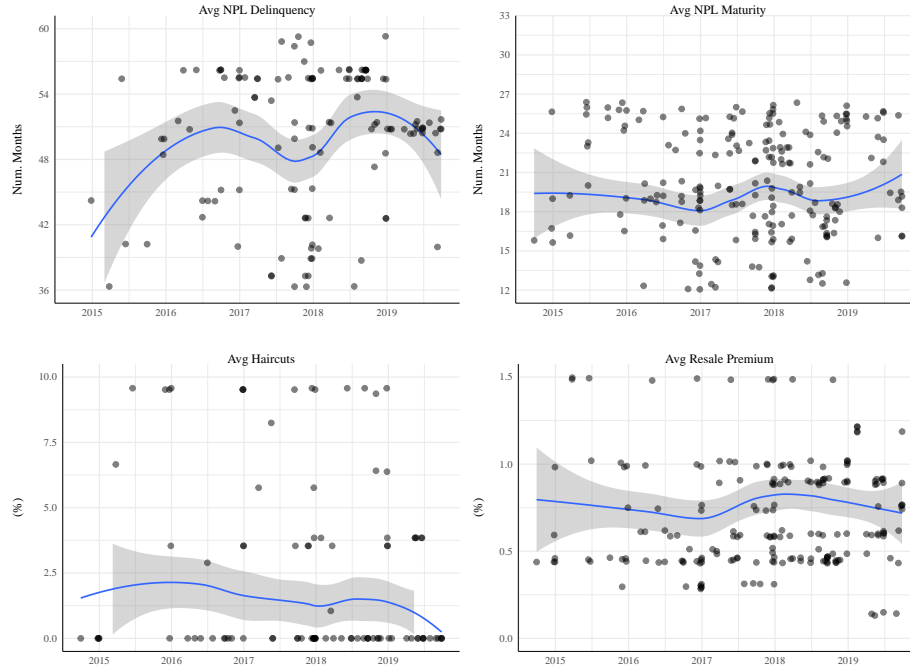 Avg NPL Delinquency
Num. Months
60
54
48
42
36
2015 2016 2017 2018 2019
Avg NPL Maturity
Num. Months
33
30
27
24
21
18
15
12
2015 2016 2017 2018 2019
Avg Haircuts
(%)
10.0
7.5
5.0
2.5
0.0
2015 2016 2017 2018 2019
Avg Resale Premium
(%)
1.5
1.0
0.5
0.0
2015 2016 2017 2018 2019